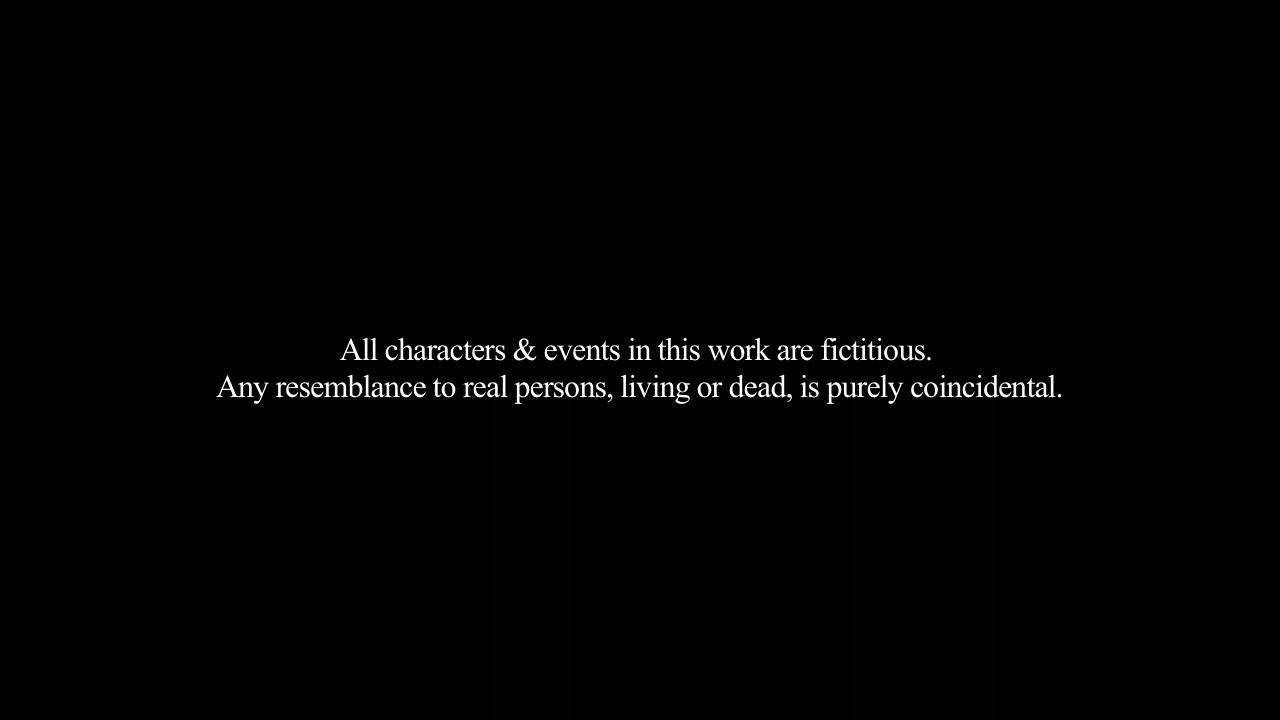 All characters & events in this work are fictitious.
Any resemblance to real persons, living or dead, is purely coincidental.